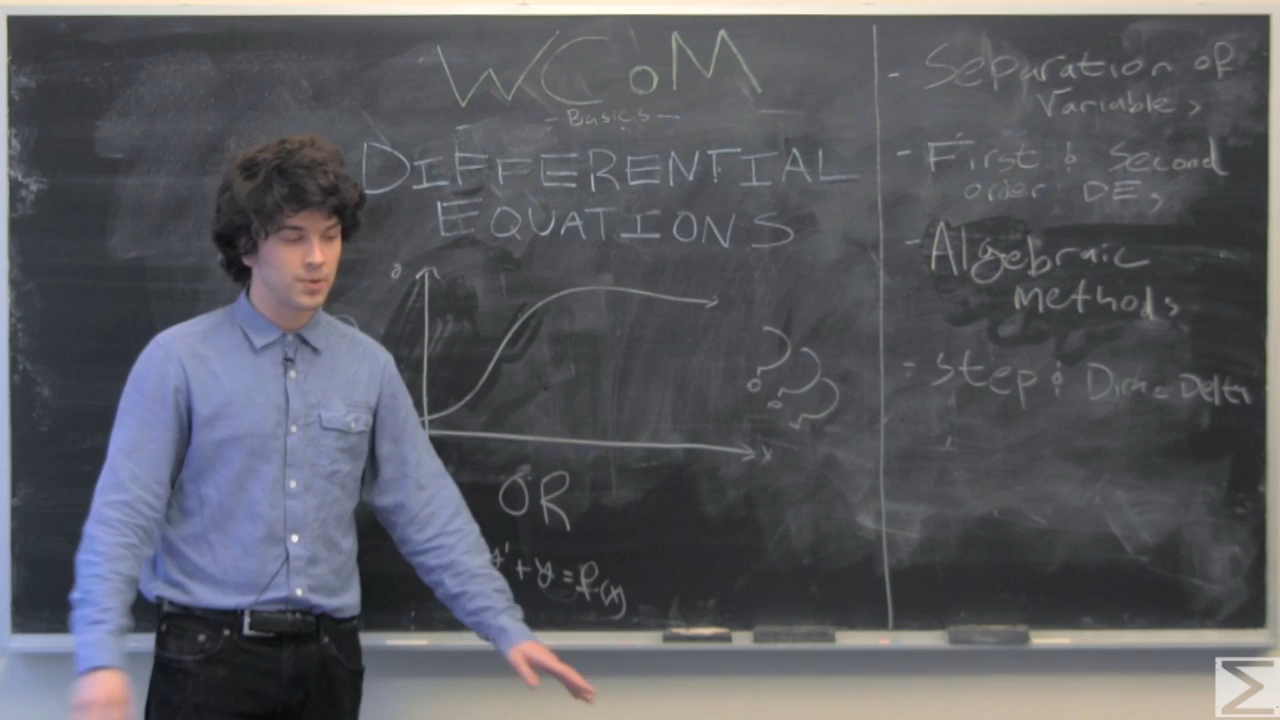 WCoM
- Basics -
DIFFERENTIAL
EQUATIONS
y
x
???
OR
y' + y = f(x)
- Separation of
Variables
- First & Second
order DEs
- Algebraic
methods
- Step & Dirac Delta
Σ